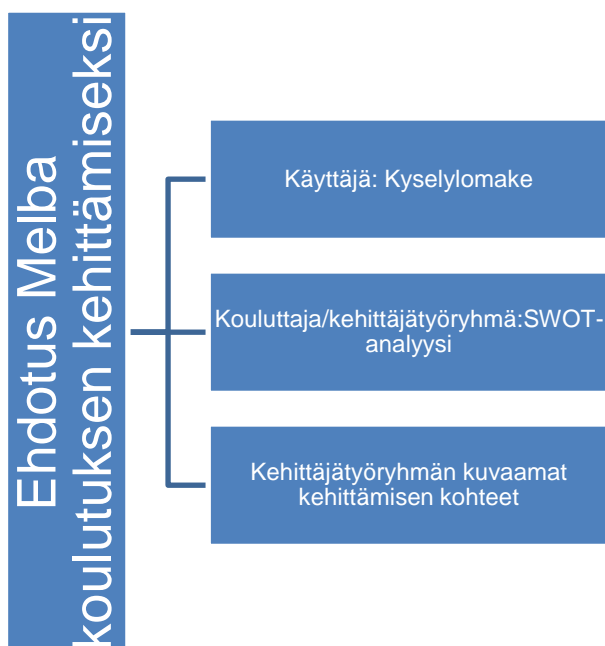 Ehdotus Melba
koulutuksen kehittämiseksi
Käyttäjä: Kyselylomake
Kouluttaja/kehittäjätyöryhmä:SWOT-
analyysi
Kehittäjätyöryhmän kuvaamat
kehittämisen kohteet